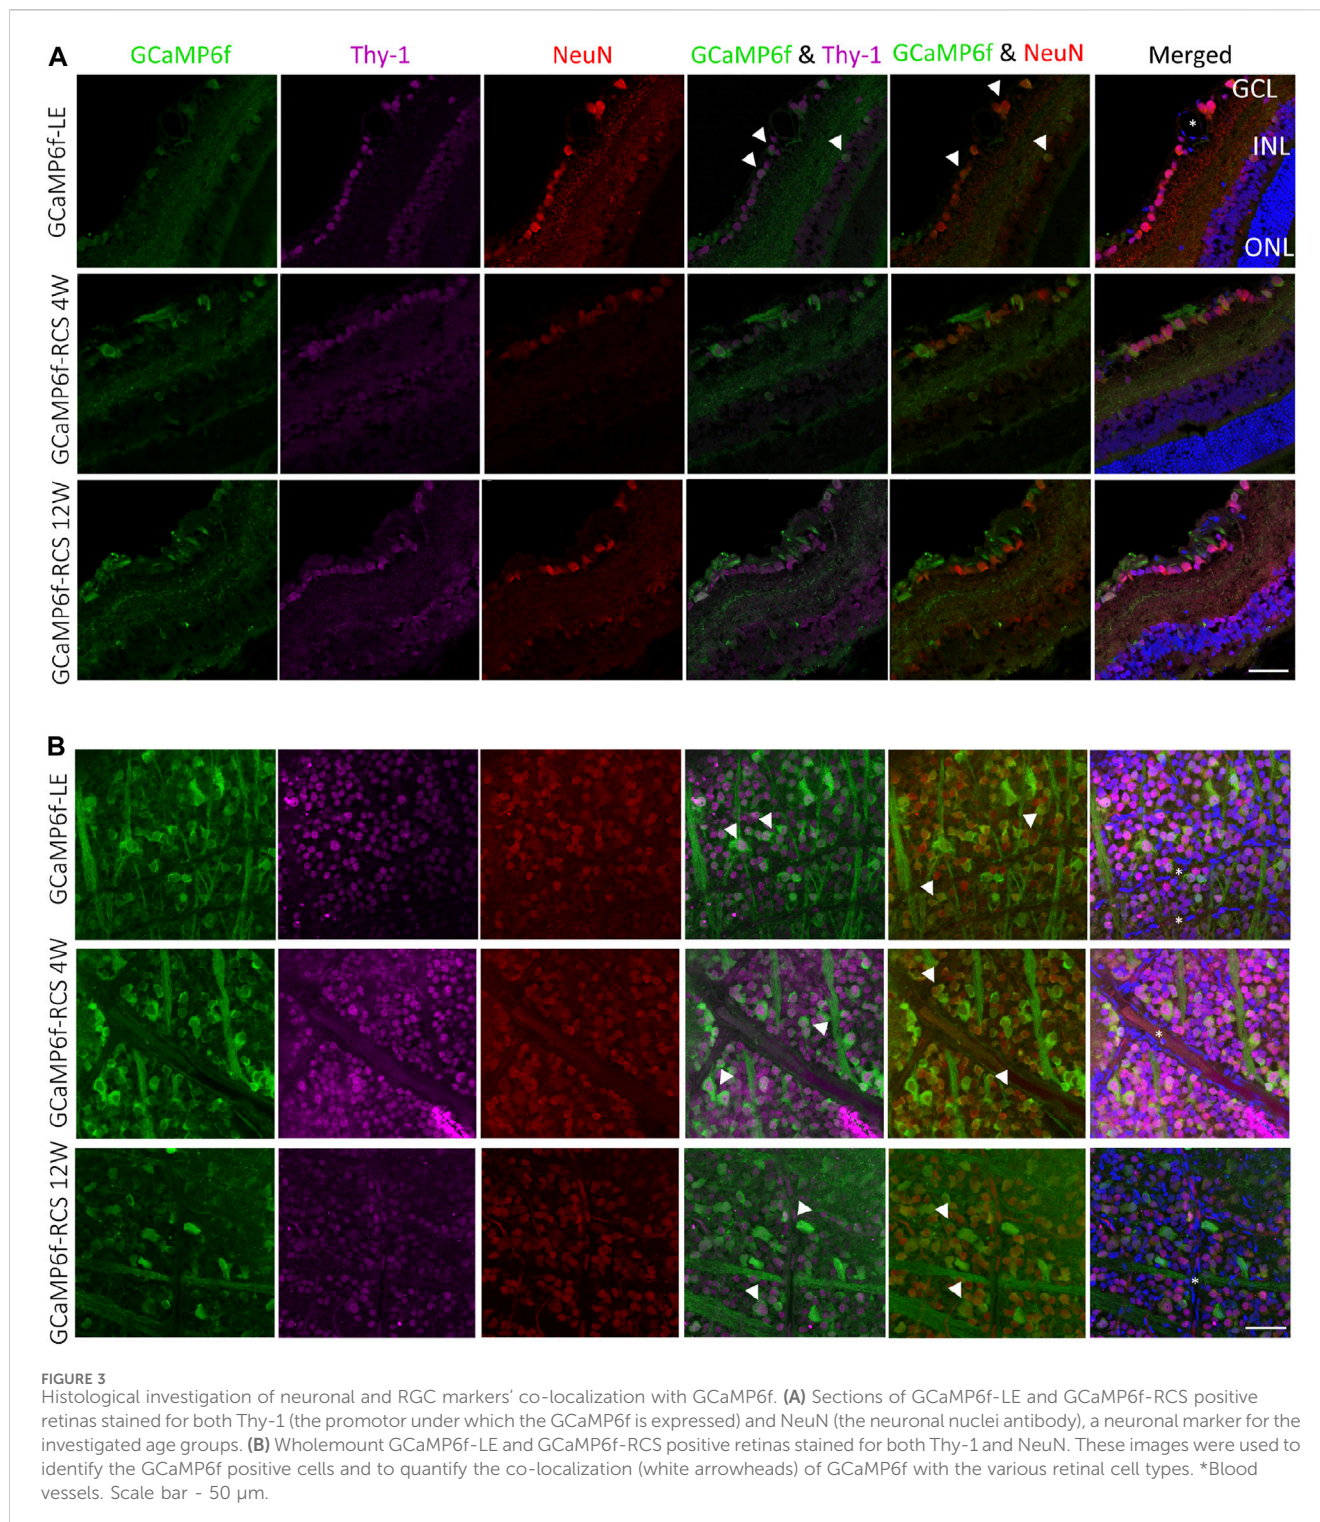 A
GCaMP6f Thy-1 NeuN GCaMP6f & Thy-1 GCaMP6f & NeuN Merged
GCaMP6f-LE
GCL
*
INL
ONL
GCaMP6f-RCS 4W
GCaMP6f-RCS 12W
B
GCaMP6f-LE
*
*
GCaMP6f-RCS 4W
*
GCaMP6f-RCS 12W
*
FIGURE 3
Histological investigation of neuronal and RGC markers' co-localization with GCaMP6f. (A) Sections of GCaMP6f-LE and GCaMP6f-RCS positive
retinas stained for both Thy-1 (the promotor under which the GCaMP6f is expressed) and NeuN (the neuronal nuclei antibody), a neuronal marker for the
investigated age groups. (B) Wholemount GCaMP6f-LE and GCaMP6f-RCS positive retinas stained for both Thy-1 and NeuN. These images were used to
identify the GCaMP6f positive cells and to quantify the co-localization (white arrowheads) of GCaMP6f with the various retinal cell types. *Blood
vessels. Scale bar - 50 µm.